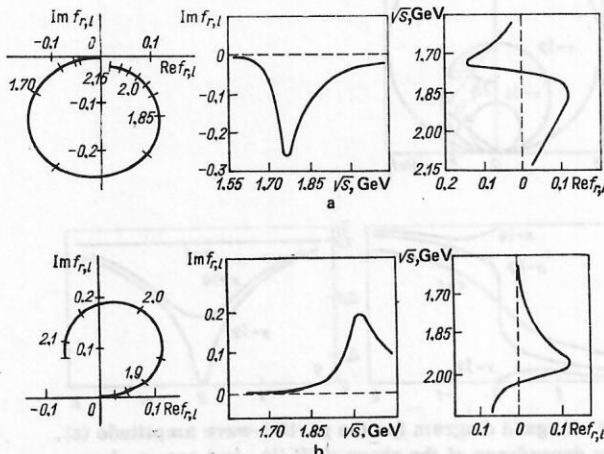 Im f_r,l
−0.1 0 0.1
Re f_r,l
1.70
2.15
2.0
−0.1
1.85
−0.2
Im f_r,l
0
−0.1
−0.2
−0.3
1.55 1.70 1.85 √s, GeV
√s, GeV
1.70
1.85
2.00
2.15
0.2 0.1 0 0.1 Re f_r,l
a
Im f_r,l
0.2
2.0
2.1
0.1
1.9
−0.1 0 0.1 Re f_r,l
Im f_r,l
0.3
0.2
0.1
0
1.70 1.85 √s, GeV
√s, GeV
1.70
1.85
2.00
0.1 0 0.1 Re f_r,l
b